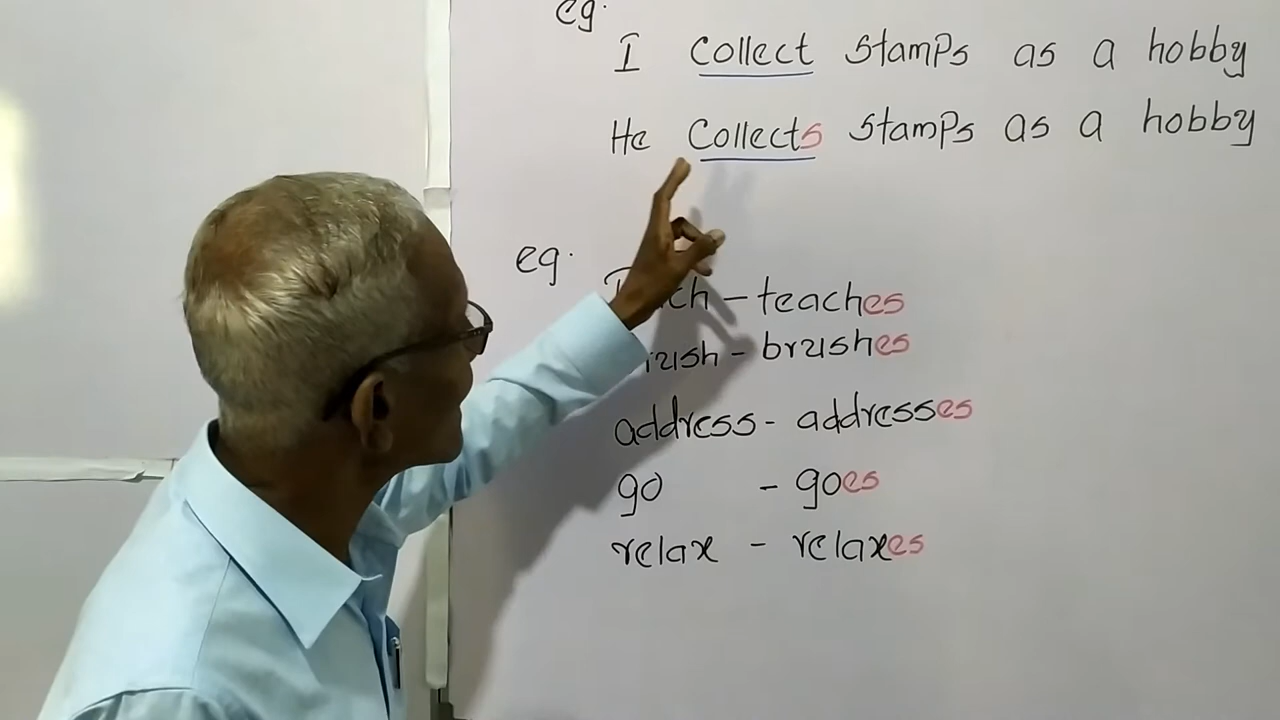 eg.
I Collect stamps as a hobby
He Collects stamps as a hobby
eg.
- teaches
- brushes
address - addresses
go - goes
relax - relaxes